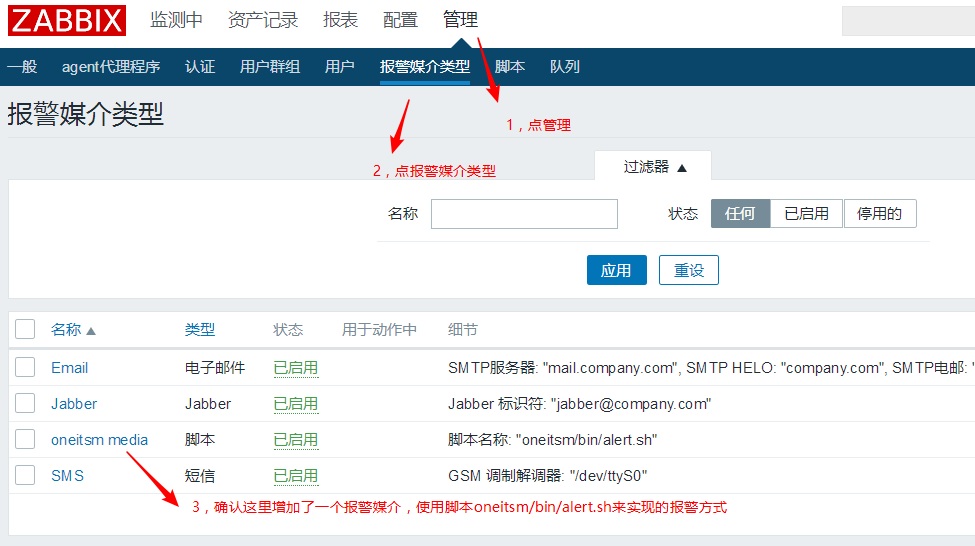 ZABBIX 监测中 资产记录 报表 配置 管理
一般 agent代理程序 认证 用户群组 用户 报警媒介类型 脚本 队列
报警媒介类型
1，点管理
2，点报警媒介类型
过滤器 ▲
名称 状态 任何 已启用 停用的
应用 重设
名称 ▲ 类型 状态 用于动作中 细节
Email 电子邮件 已启用 SMTP服务器: "mail.company.com", SMTP HELO: "company.com", SMTP电邮: "
Jabber Jabber 已启用 Jabber 标识符: "jabber@company.com"
oneitsm media 脚本 已启用 脚本名称: "oneitsm/bin/alert.sh"
SMS 短信 已启用 GSM 调制解调器: "/dev/ttyS0"
3，确认这里增加了一个报警媒介，使用脚本oneitsm/bin/alert.sh来实现的报警方式